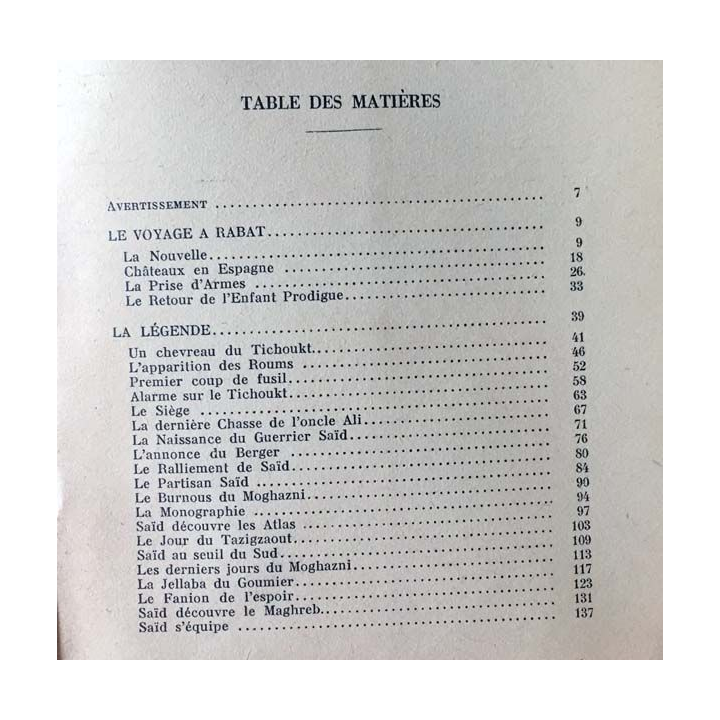 TABLE DES MATIÈRES
AVERTISSEMENT ........................................ 7
LE VOYAGE A RABAT........................................ 9
La Nouvelle........................................ 9
Châteaux en Espagne ........................................ 18
La Prise d'Armes ........................................ 26.
Le Retour de l'Enfant Prodigue........................................ 33
LA LÉGENDE........................................ 39
Un chevreau du Tichoukt........................................ 41
L'apparition des Roums ........................................ 46
Premier coup de fusil........................................ 52
Alarme sur le Tichoukt........................................ 58
Le Siège ........................................ 63
La dernière Chasse de l'oncle Ali........................................ 67
La Naissance du Guerrier Saïd........................................ 71
L'annonce du Berger ........................................ 76
Le Ralliement de Saïd........................................ 80
Le Partisan Saïd ........................................ 84
Le Burnous du Moghazni........................................ 90
La Monographie ........................................ 94
Saïd découvre les Atlas ........................................ 97
Le Jour du Tazigzaout........................................ 103
Saïd au seuil du Sud........................................ 109
Les derniers jours du Moghazni........................................ 113
La Jellaba du Goumier........................................ 117
Le Fanion de l'espoir........................................ 123
Saïd découvre le Maghreb........................................ 131
Saïd s'équipe ........................................ 137